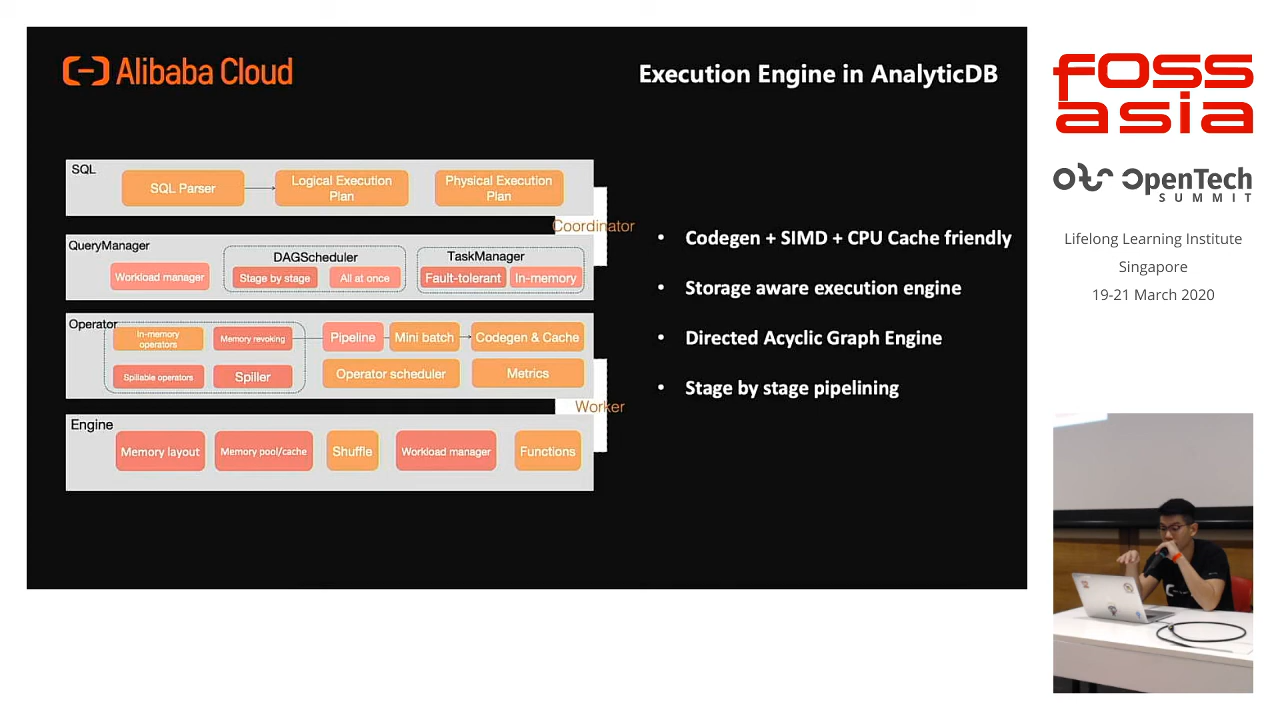 Alibaba Cloud
Execution Engine in AnalyticDB
SQL
SQL Parser
Logical Execution
Plan
Physical Execution
Plan
Coordinator
QueryManager
Workload manager
DAGScheduler
Stage by stage
All at once
TaskManager
Fault-tolerant
In-memory
Operator
In-memory
operators
Memory revoking
Pipeline
Mini batch
Codegen & Cache
Spillable operators
Spiller
Operator scheduler
Metrics
Worker
Engine
Memory layout
Memory pool/cache
Shuffle
Workload manager
Functions
• Codegen + SIMD + CPU Cache friendly
• Storage aware execution engine
• Directed Acyclic Graph Engine
• Stage by stage pipelining
FOSS
asia
OpenTech
SUMMIT
Lifelong Learning Institute
Singapore
19-21 March 2020